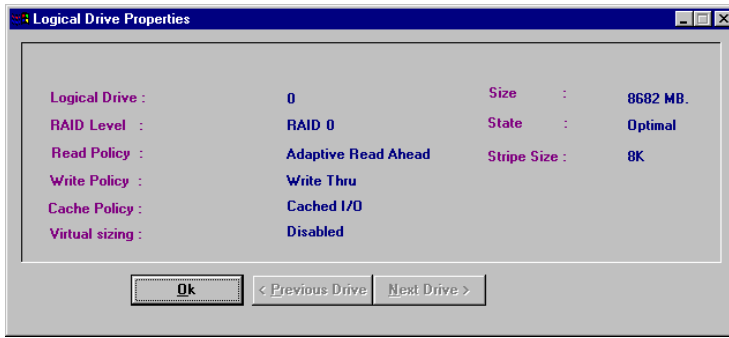 Logical Drive Properties
Logical Drive : 0 Size : 8682 MB.
RAID Level : RAID 0 State : Optimal
Read Policy : Adaptive Read Ahead Stripe Size : 8K
Write Policy : Write Thru
Cache Policy : Cached I/O
Virtual sizing : Disabled
Ok < Previous Drive Next Drive >